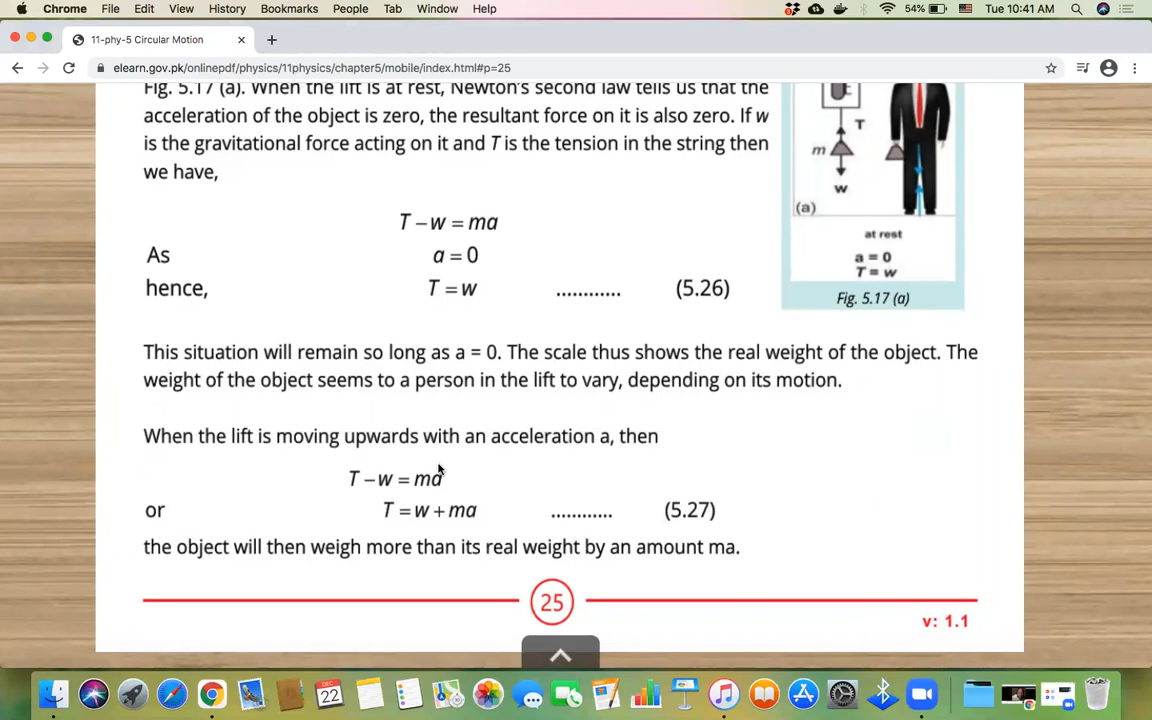 Chrome File Edit View History Bookmarks People Tab Window Help 54% Tue 10:41 AM
11-phy-5 Circular Motion
elearn.gov.pk/onlinepdf/physics/11physics/chapter5/mobile/index.html#p=25
Fig. 5.17 (a). When the lift is at rest, Newton's second law tells us that the
acceleration of the object is zero, the resultant force on it is also zero. If w
is the gravitational force acting on it and T is the tension in the string then
we have,
T – w = ma
As a = 0
hence, T = w ............ (5.26)
T
m
w
(a)
at rest
a = 0
T = w
Fig. 5.17 (a)
This situation will remain so long as a = 0. The scale thus shows the real weight of the object. The
weight of the object seems to a person in the lift to vary, depending on its motion.
When the lift is moving upwards with an acceleration a, then
T – w = ma
or T = w + ma ............ (5.27)
the object will then weigh more than its real weight by an amount ma.
25
v: 1.1
DEC
22